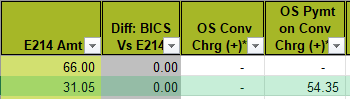 E214 Amt
Diff: BICS
Vs E214
OS Conv
Chrg (+)*
OS Pymt
on Conv
Chrg (+)*
66.00 0.00 - -
31.05 0.00 - 54.35